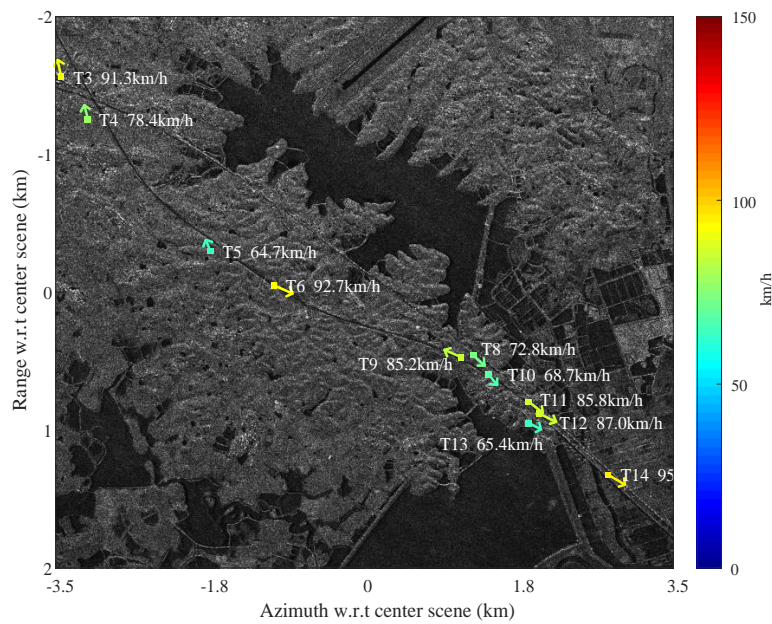 -2
-1
0
1
2
Range w.r.t center scene (km)
-3.5
-1.8
0
1.8
3.5
Azimuth w.r.t center scene (km)
T3 91.3km/h
T4 78.4km/h
T5 64.7km/h
T6 92.7km/h
T8 72.8km/h
T9 85.2km/h
T10 68.7km/h
T11 85.8km/h
T12 87.0km/h
T13 65.4km/h
T14 95
150
100
50
0
km/h